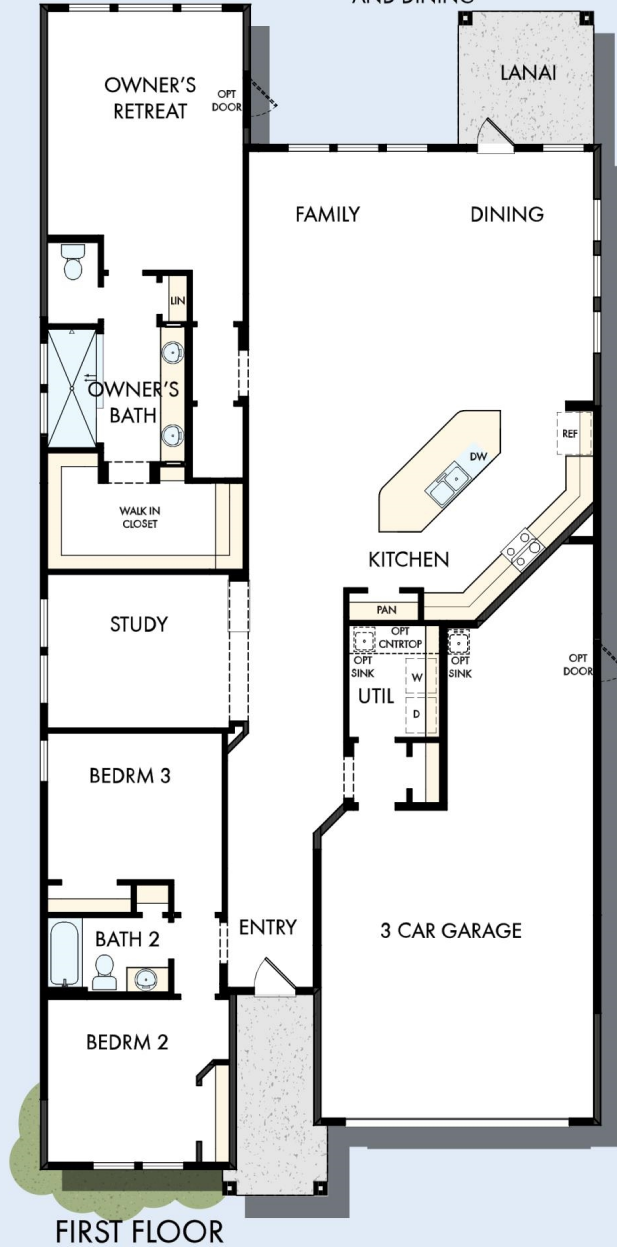 AND DINING
LANAI
OWNER'S
RETREAT
OPT
DOOR
FAMILY
DINING
LIN
OWNER'S
BATH
REF
DW
WALK IN
CLOSET
KITCHEN
PAN
STUDY
OPT
CNTRTOP
OPT
SINK
OPT
SINK
OPT
DOOR
W
UTIL
D
BEDRM 3
ENTRY
3 CAR GARAGE
BATH 2
BEDRM 2
FIRST FLOOR